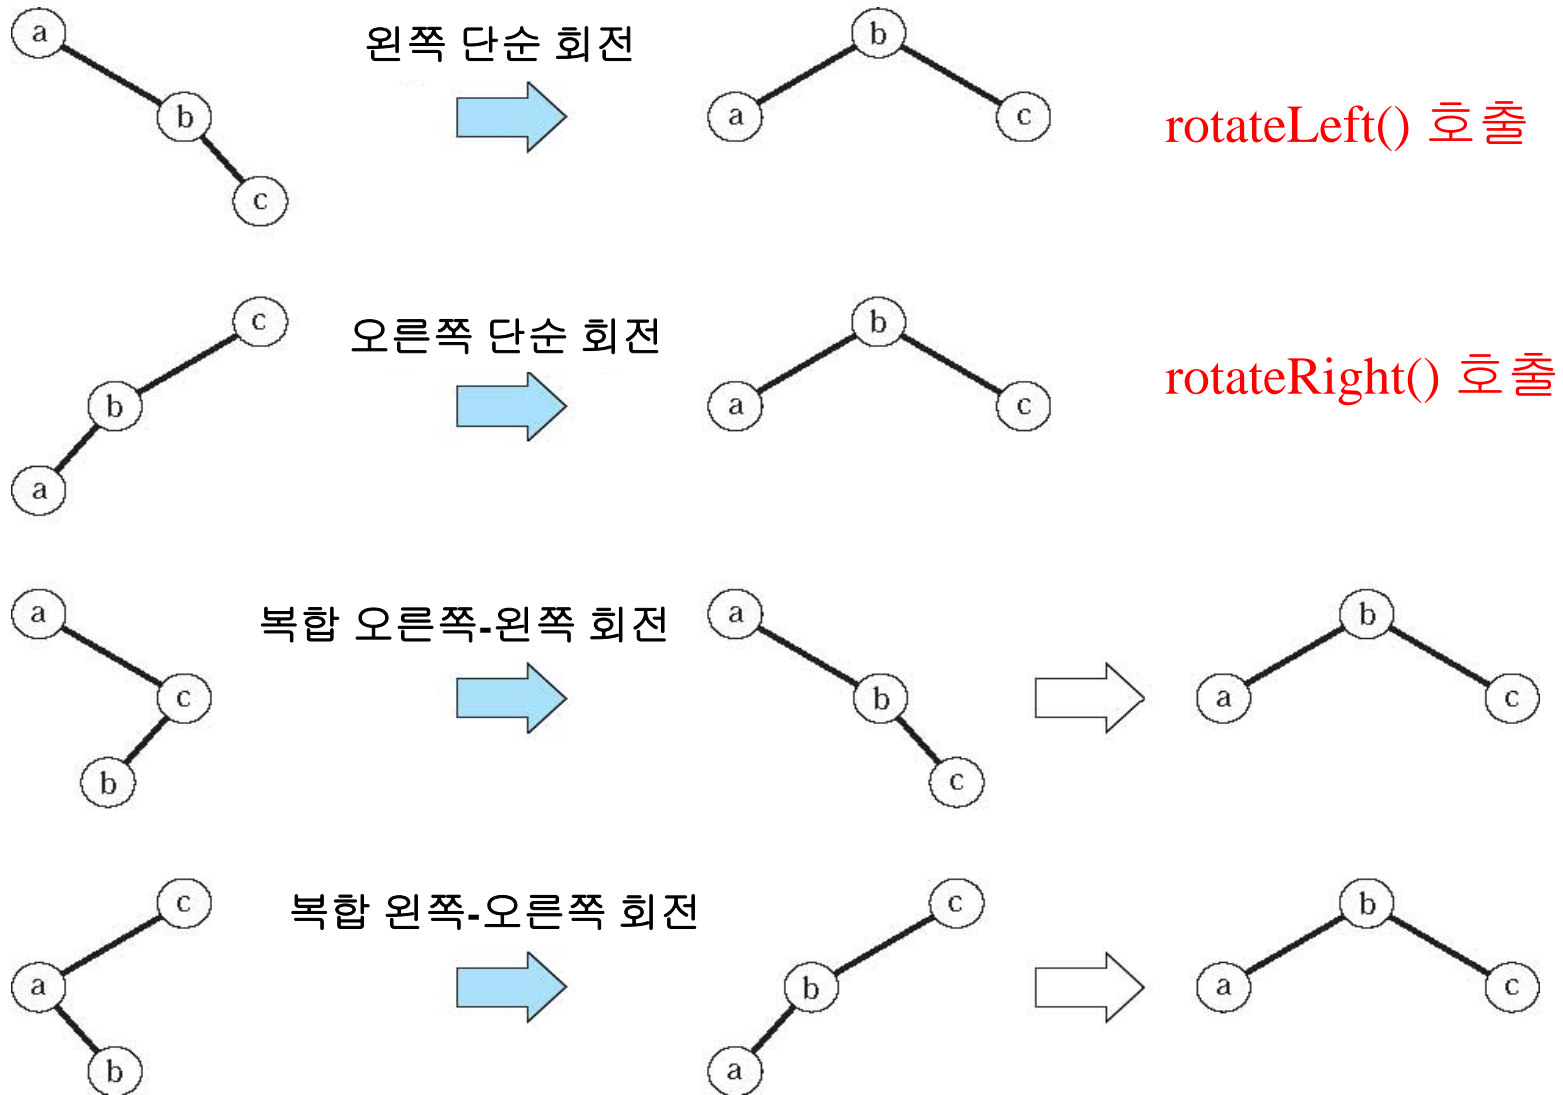 a
왼쪽 단순 회전
b
b
a
c
c
rotateLeft() 호출
c
오른쪽 단순 회전
b
b
a
c
a
rotateRight() 호출
a
복합 오른쪽-왼쪽 회전
a
b
c
b
a
c
b
c
c
복합 왼쪽-오른쪽 회전
c
b
a
b
a
c
b
a